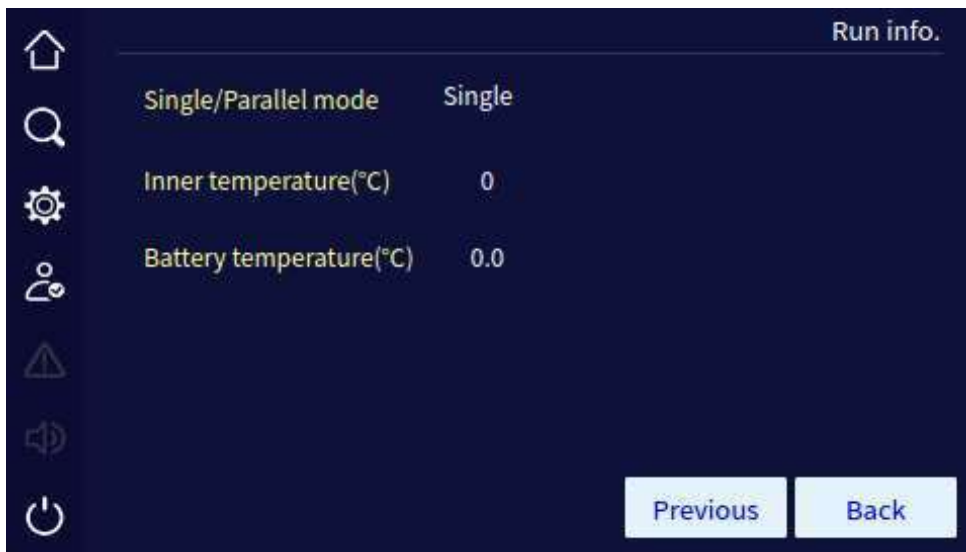 Run info.
Single/Parallel mode Single
Inner temperature(°C) 0
Battery temperature(°C) 0.0
Previous Back